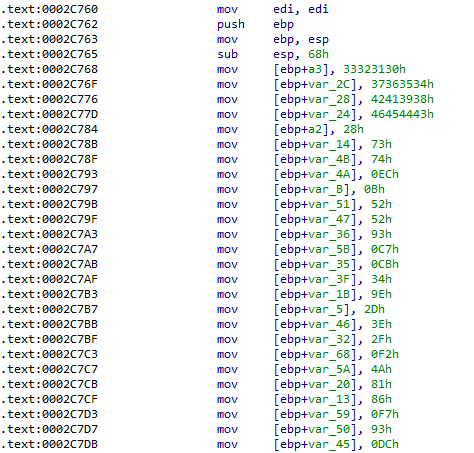 .text:0002C760 mov edi, edi
.text:0002C762 push ebp
.text:0002C763 mov ebp, esp
.text:0002C765 sub esp, 68h
.text:0002C768 mov [ebp+a3], 33323130h
.text:0002C76F mov [ebp+var_2C], 37363534h
.text:0002C776 mov [ebp+var_28], 42413938h
.text:0002C77D mov [ebp+var_24], 46454443h
.text:0002C784 mov [ebp+a2], 28h
.text:0002C78B mov [ebp+var_14], 73h
.text:0002C78F mov [ebp+var_4B], 74h
.text:0002C793 mov [ebp+var_4A], 0ECh
.text:0002C797 mov [ebp+var_B], 0Bh
.text:0002C79B mov [ebp+var_51], 52h
.text:0002C79F mov [ebp+var_47], 52h
.text:0002C7A3 mov [ebp+var_36], 93h
.text:0002C7A7 mov [ebp+var_5B], 0C7h
.text:0002C7AB mov [ebp+var_35], 0CBh
.text:0002C7AF mov [ebp+var_3F], 34h
.text:0002C7B3 mov [ebp+var_1B], 9Eh
.text:0002C7B7 mov [ebp+var_5], 2Dh
.text:0002C7BB mov [ebp+var_46], 3Eh
.text:0002C7BF mov [ebp+var_32], 2Fh
.text:0002C7C3 mov [ebp+var_68], 0F2h
.text:0002C7C7 mov [ebp+var_5A], 4Ah
.text:0002C7CB mov [ebp+var_20], 81h
.text:0002C7CF mov [ebp+var_13], 86h
.text:0002C7D3 mov [ebp+var_59], 0F7h
.text:0002C7D7 mov [ebp+var_50], 93h
.text:0002C7DB mov [ebp+var_45], 0DCh